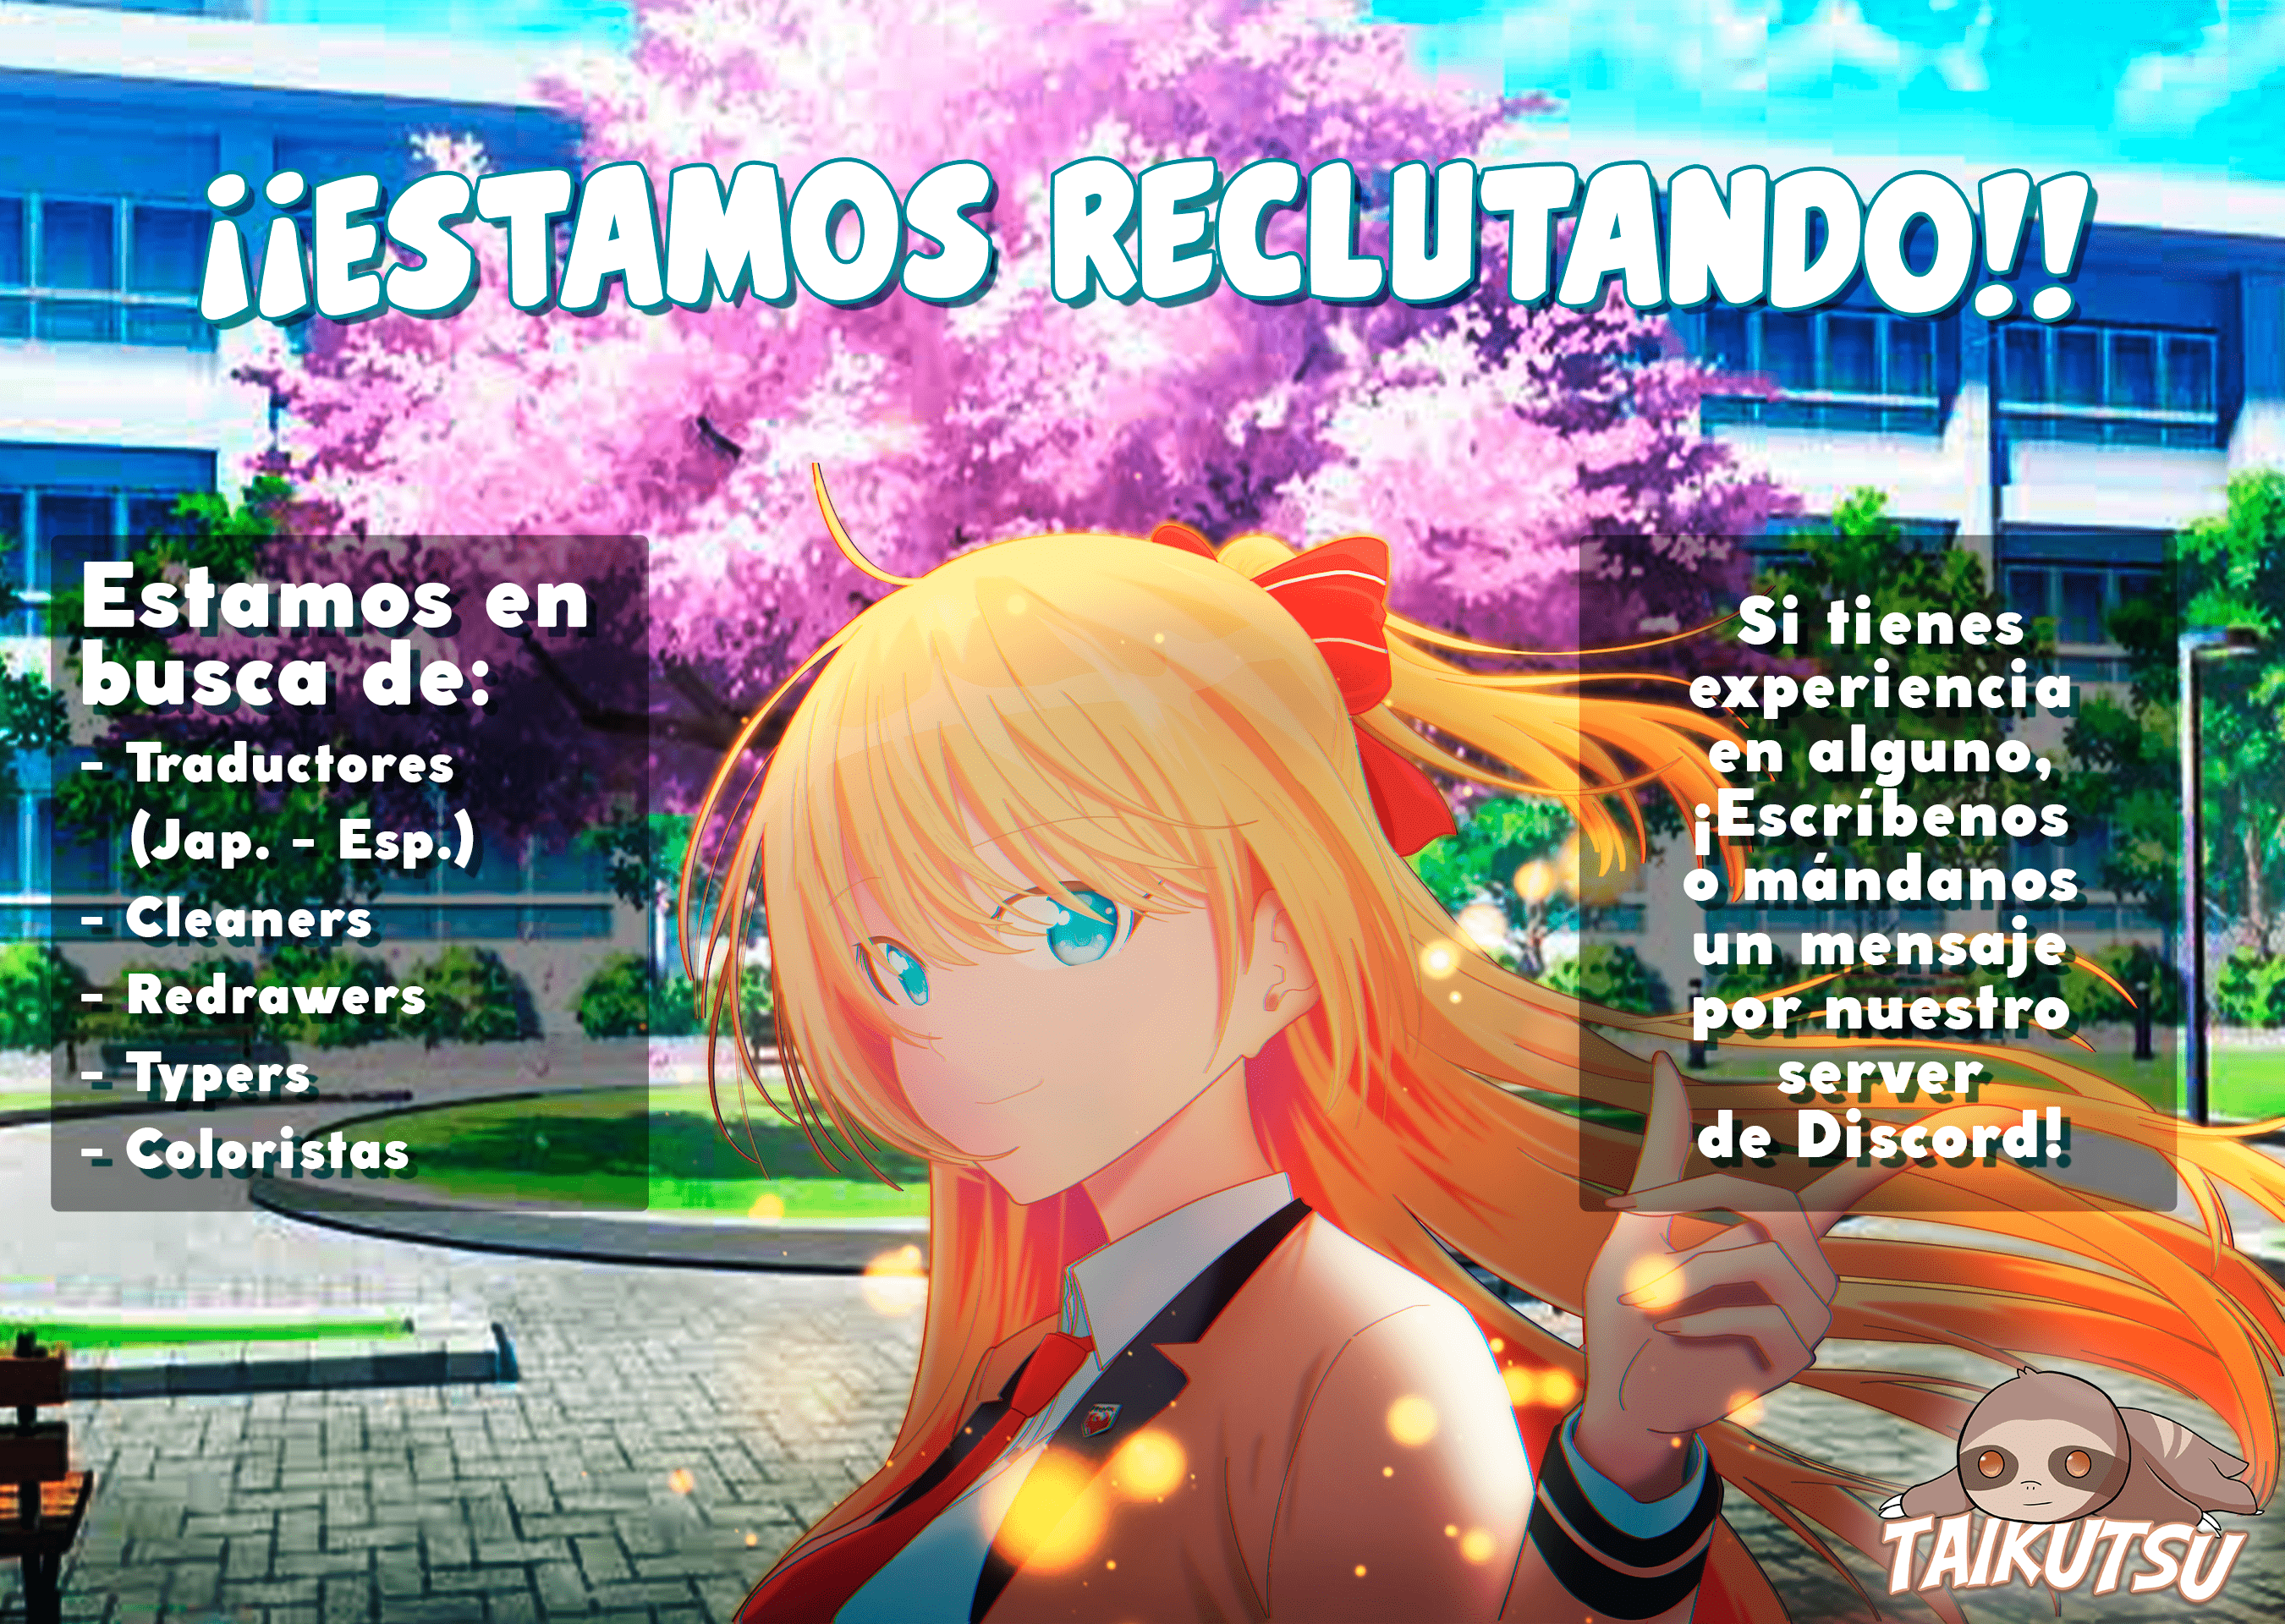 ¡¡ESTAMOS RECLUTANDO!!
Estamos en
busca de:
- Traductores
(Jap. - Esp.)
- Cleaners
- Redrawers
- Typers
- Coloristas
Si tienes
experiencia
en alguno,
¡Escríbenos
o mándanos
un mensaje
por nuestro
server
de Discord!
TAIKUTSU